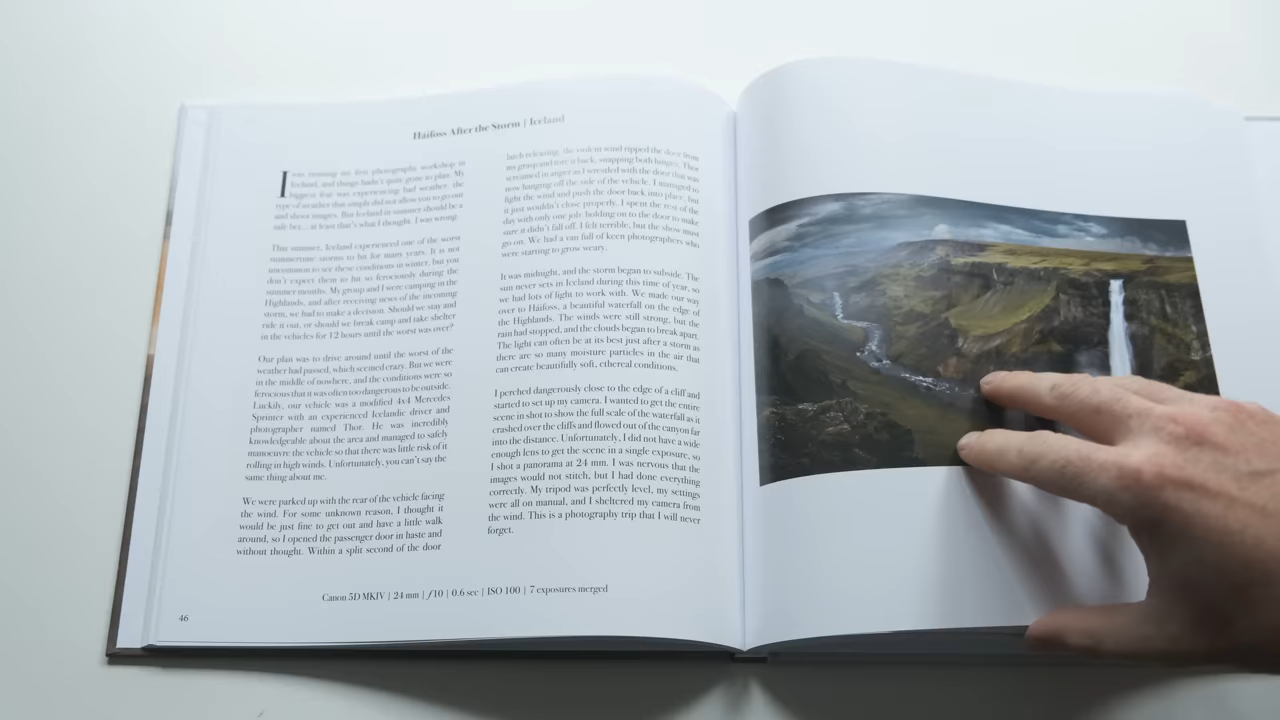 Háifoss After the Storm | Iceland
I was running my first photography workshop in
Iceland, and things hadn't quite gone to plan. My
biggest fear was experiencing bad weather, the
type of weather that simply did not allow you to go out
and shoot images. But Iceland in summer should be a
safe bet... at least that's what I thought. I was wrong.
That summer, Iceland experienced one of the worst
summertime storms to hit for many years. It is not
uncommon to see these conditions in winter, but you
don't expect them to hit so ferociously during the
summer months. My group and I were camping in the
Highlands, and after receiving news of the incoming
storm, we had to make a decision. Should we stay and
ride it out, or should we break camp and take shelter
in the vehicles for 12 hours until the worst was over?
Our plan was to drive around until the worst of the
weather had passed, which seemed crazy. But we were
in the middle of nowhere, and the conditions were so
ferocious that it was often too dangerous to be outside.
Luckily, our vehicle was a modified 4x4 Mercedes
Sprinter with an experienced Icelandic driver and
photographer named Thor. He was incredibly
knowledgeable about the area and managed to safely
manoeuvre the vehicle so that there was little risk of it
rolling in high winds. Unfortunately, you can't say the
same thing about me.
We were parked up with the rear of the vehicle facing
the wind. For some unknown reason, I thought it
would be just fine to get out and have a little walk
around, so I opened the passenger door in haste and
without thought. Within a split second of the door
latch releasing, the violent wind ripped the door from
my grasp and tore it back, snapping both hinges. Thor
screamed in anger as I wrestled with the door that was
now hanging off the side of the vehicle. I managed to
fight the wind and push the door back into place, but
it just wouldn't close properly. I spent the rest of the
day with only one job: holding on to the door to make
sure it didn't fall off. I felt terrible, but the show must
go on. We had a van full of keen photographers who
were starting to grow weary.
It was midnight, and the storm began to subside. The
sun never sets in Iceland during this time of year, so
we had lots of light to work with. We made our way
over to Háifoss, a beautiful waterfall on the edge of
the Highlands. The winds were still strong, but the
rain had stopped, and the clouds began to break apart.
The light can often be at its best just after a storm as
there are so many moisture particles in the air that
can create beautifully soft, ethereal conditions.
I perched dangerously close to the edge of a cliff and
started to set up my camera. I wanted to get the entire
scene in shot to show the full scale of the waterfall as it
crashed over the cliffs and flowed out of the canyon far
into the distance. Unfortunately, I did not have a wide
enough lens to get the scene in a single exposure, so
I shot a panorama at 24 mm. I was nervous that the
images would not stitch, but I had done everything
correctly. My tripod was perfectly level, my settings
were all on manual, and I sheltered my camera from
the wind. This is a photography trip that I will never
forget.
Canon 5D MKIV | 24 mm | ƒ10 | 0.6 sec | ISO 100 | 7 exposures merged
46